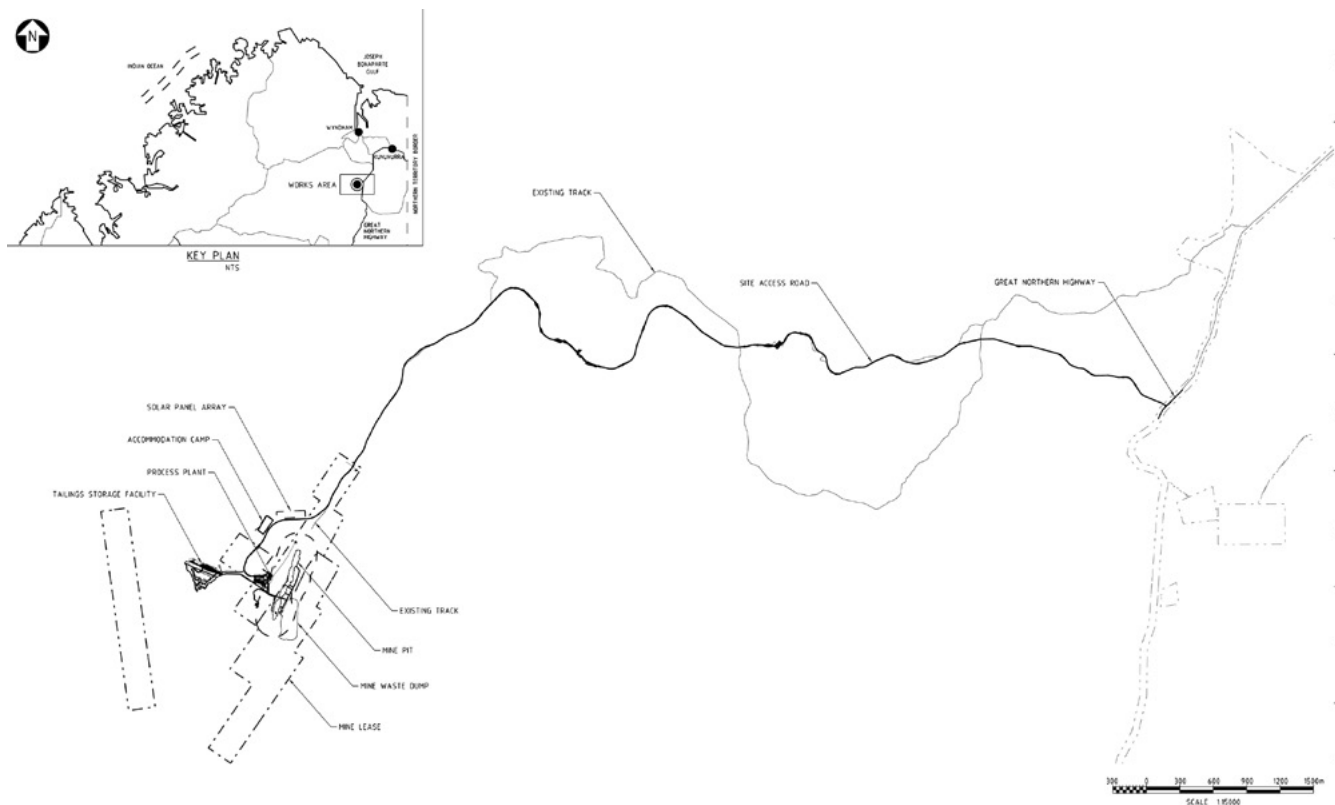 N
INDIAN OCEAN
JOSEPH
BONAPARTE
GULF
WYNDHAM
KUNUNURRA
WORKS AREA
NORTHERN TERRITORY BORDER
GREAT
NORTHERN
HIGHWAY
KEY PLAN
NTS
EXISTING TRACK
SITE ACCESS ROAD
GREAT NORTHERN HIGHWAY
SOLAR PANEL ARRAY
ACCOMMODATION CAMP
PROCESS PLANT
TAILINGS STORAGE FACILITY
EXISTING TRACK
MINE PIT
MINE WASTE DUMP
MINE LEASE
300 0 300 600 900 1200 1500m
SCALE 1:15000